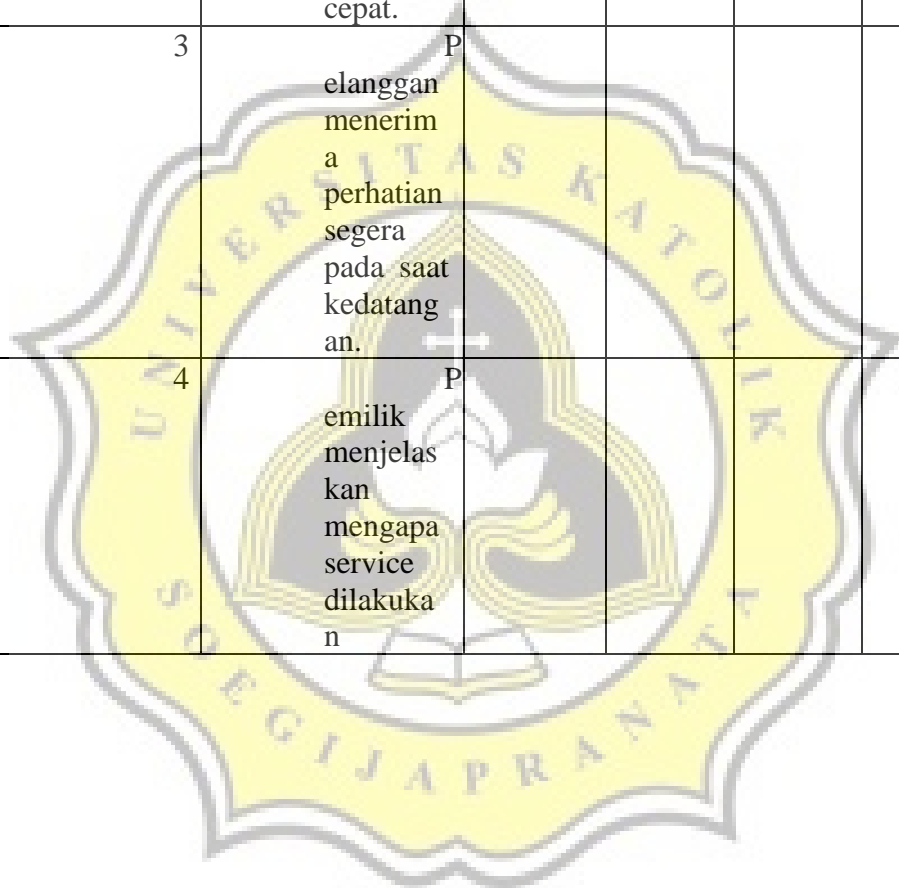 cepat.
3 P
elanggan
menerim
a
perhatian
segera
pada saat
kedatang
an.
4 P
emilik
menjelas
kan
mengapa
service
dilakuka
n
UNIVERSITAS KATOLIK
SOEGIJAPRANATA